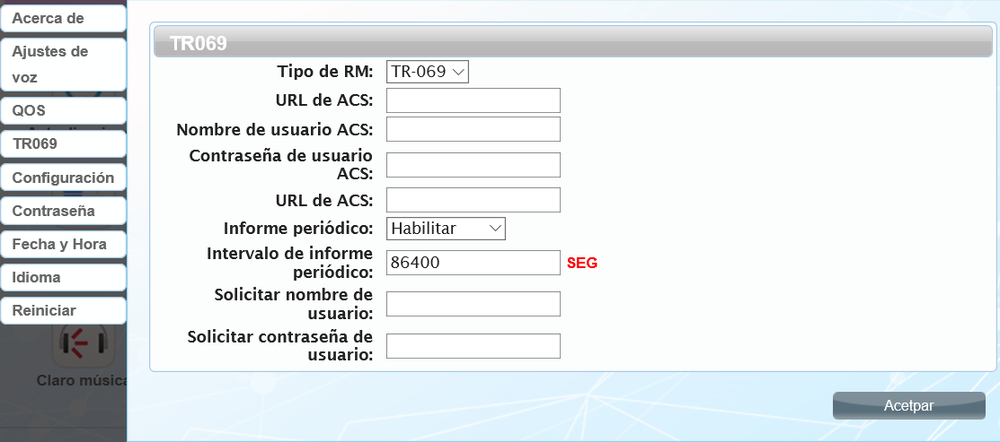 Acerca de
Ajustes de
voz
QOS
TR069
Configuración
Contraseña
Fecha y Hora
Idioma
Reiniciar
Claro música
TR069
Tipo de RM: TR-069
URL de ACS:
Nombre de usuario ACS:
Contraseña de usuario
ACS:
URL de ACS:
Informe periódico: Habilitar
Intervalo de informe
periódico: 86400 SEG
Solicitar nombre de
usuario:
Solicitar contraseña de
usuario:
Acetpar